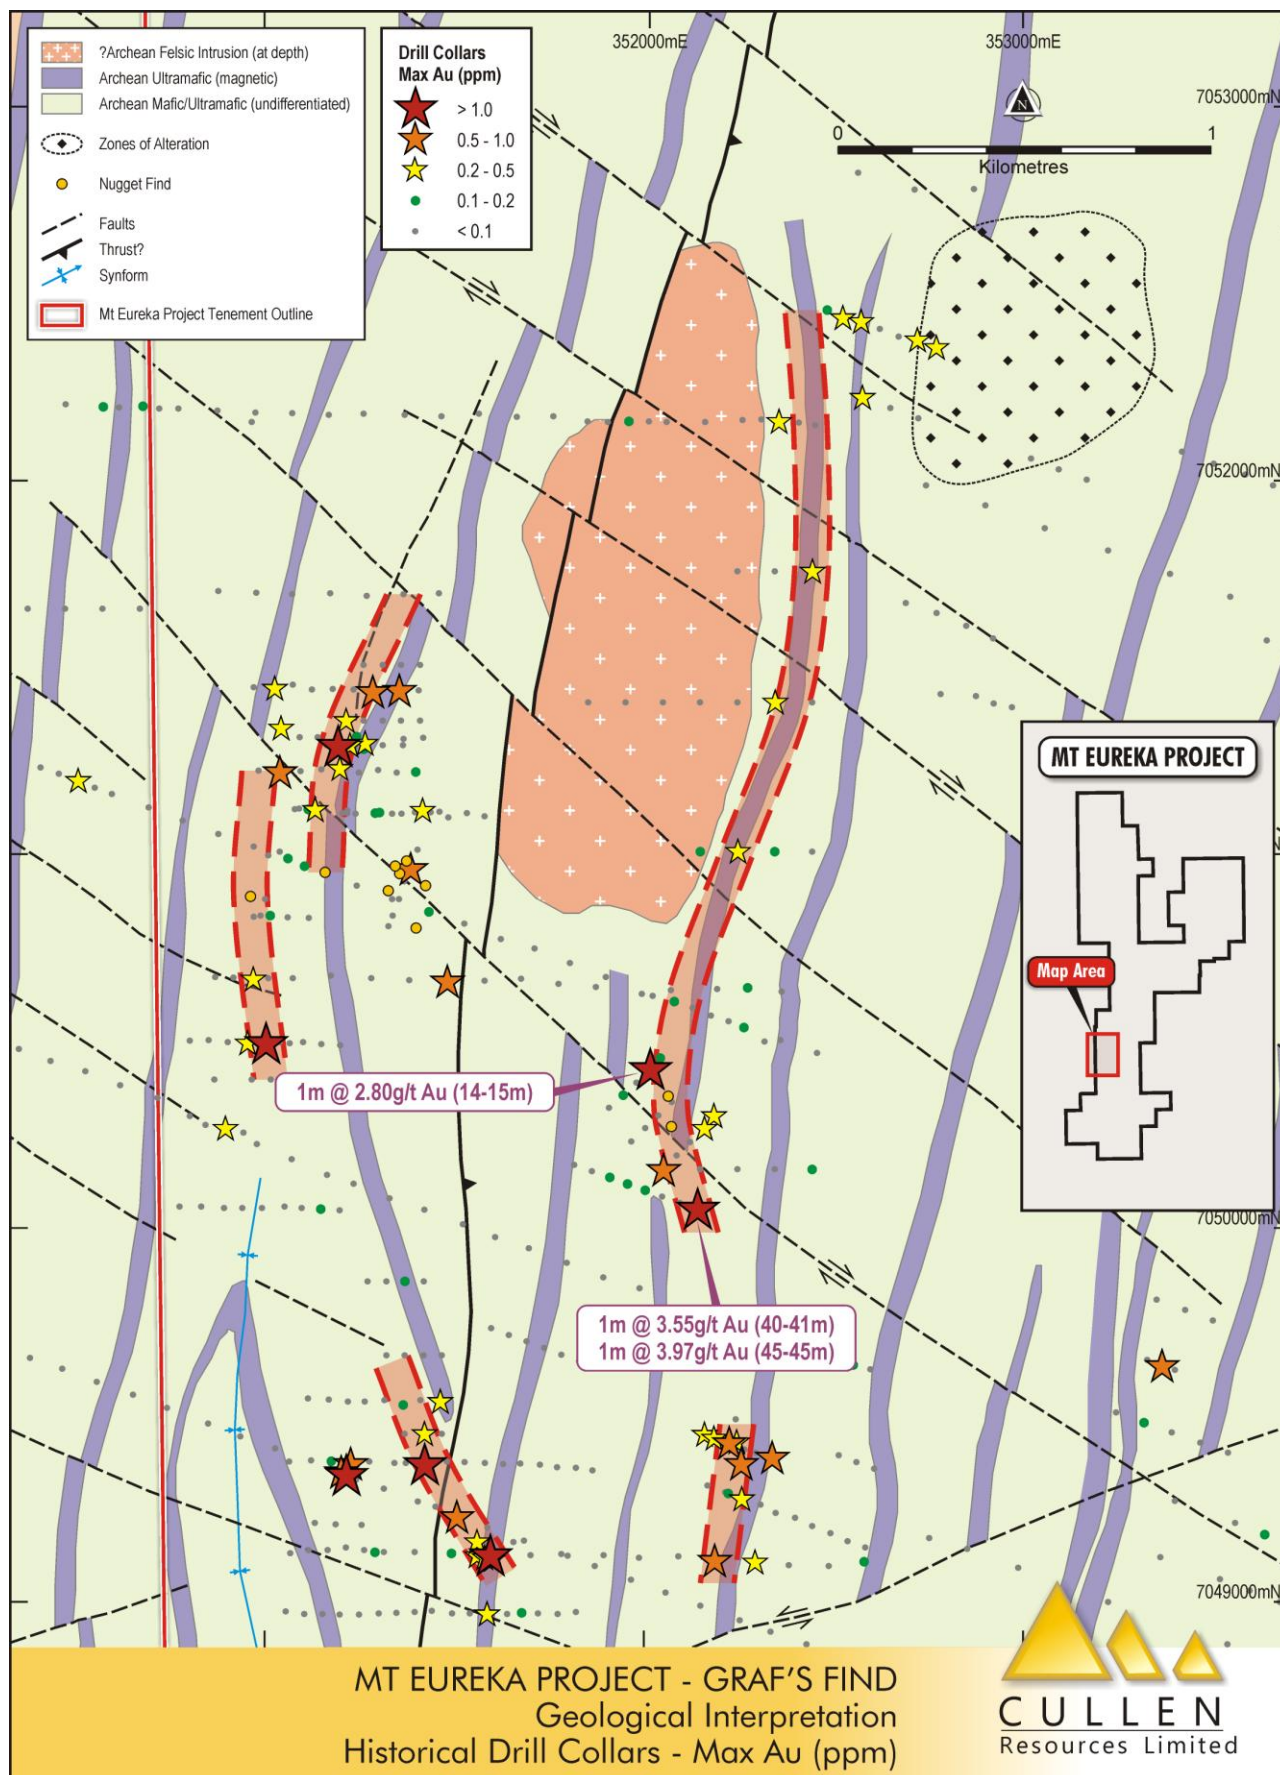 ?Archean Felsic Intrusion (at depth)
Archean Ultramafic (magnetic)
Archean Mafic/Ultramafic (undifferentiated)
Zones of Alteration
Nugget Find
Faults
Thrust?
Synform
Mt Eureka Project Tenement Outline
Drill Collars
Max Au (ppm)
> 1.0
0.5 - 1.0
0.2 - 0.5
0.1 - 0.2
< 0.1
352000mE
353000mE
7053000mN
N
0
1
Kilometres
7052000mN
MT EUREKA PROJECT
N
Map Area
1m @ 2.80g/t Au (14-15m)
7050000mN
1m @ 3.55g/t Au (40-41m)
1m @ 3.97g/t Au (45-45m)
7049000mN
MT EUREKA PROJECT - GRAF'S FIND
Geological Interpretation
Historical Drill Collars - Max Au (ppm)
CULLEN
Resources Limited